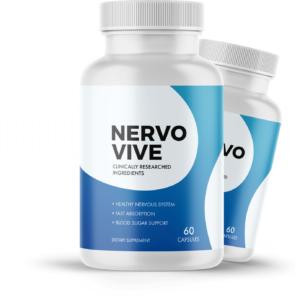 NERVO
VIVE
CLINICALLY RESEARCHED
INGREDIENTS
• HEALTHY NERVOUS SYSTEM
• FAST ABSORPTION
• BLOOD SUGAR SUPPORT
DIETARY SUPPLEMENT
60
CAPSULES
VO
60
CAPSULES